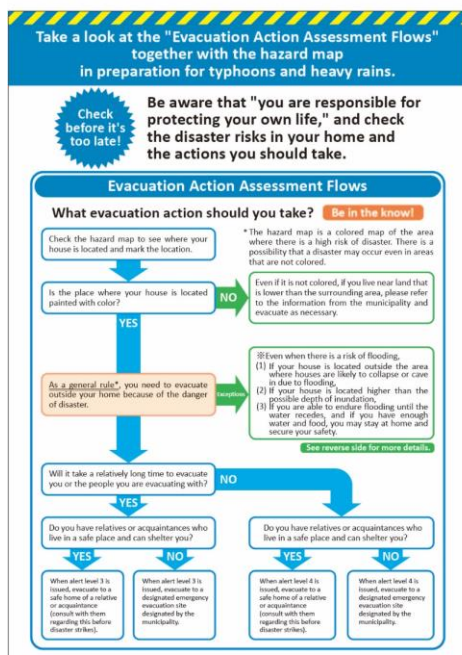 Take a look at the "Evacuation Action Assessment Flows"
together with the hazard map
in preparation for typhoons and heavy rains.
Check
before it's
too late!
Be aware that "you are responsible for
protecting your own life," and check
the disaster risks in your home and
the actions you should take.
Evacuation Action Assessment Flows
What evacuation action should you take?
Be in the know!
Check the hazard map to see where your
house is located and mark the location.
* The hazard map is a colored map of the area
where there is a high risk of disaster. There is a
possibility that a disaster may occur even in areas
that are not colored.
Is the place where your house is located
painted with color?
NO
Even if it is not colored, if you live near land that
is lower than the surrounding area, please refer
to the information from the municipality and
evacuate as necessary.
YES
As a general rule*, you need to evacuate
outside your home because of the danger
of disaster.
Exceptions
※Even when there is a risk of flooding,
(1) If your house is located outside the area
where houses are likely to collapse or cave
in due to flooding,
(2) If your house is located higher than the
possible depth of inundation,
(3) If you are able to endure flooding until the
water recedes, and if you have enough
water and food, you may stay at home and
secure your safety.
See reverse side for more details.
Will it take a relatively long time to evacuate
you or the people you are evacuating with?
NO
YES
Do you have relatives or acquaintances who
live in a safe place and can shelter you?
Do you have relatives or acquaintances who
live in a safe place and can shelter you?
YES
NO
YES
NO
When alert level 3 is
issued, evacuate to a
safe home of a relative
or acquaintance
(consult with them
regarding this before
disaster strikes).
When alert level 3 is
issued, evacuate to a
designated emergency
evacuation site
designated by the
municipality.
When alert level 4 is
issued, evacuate to a
safe home of a relative
or acquaintance
(consult with them
regarding this before
disaster strikes).
When alert level 4 is
issued, evacuate to a
designated emergency
evacuation site
designated by the
municipality.